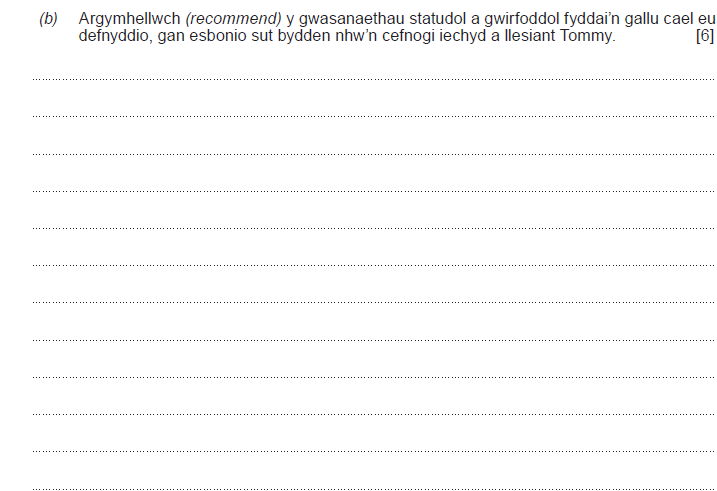 (b) Argymhellwch (recommend) y gwasanaethau statudol a gwirfoddol fyddai'n gallu cael eu
defnyddio, gan esbonio sut bydden nhw'n cefnogi iechyd a llesiant Tommy. [6]